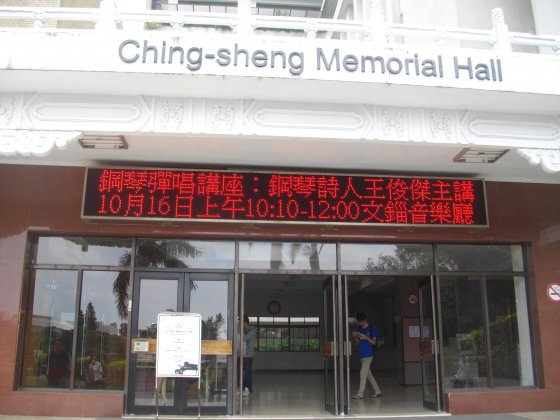 Ching-sheng Memorial Hall
鋼琴彈唱講座：鋼琴詩人王俊傑主講
10月16日上午10:10-12:00文錙音樂廳